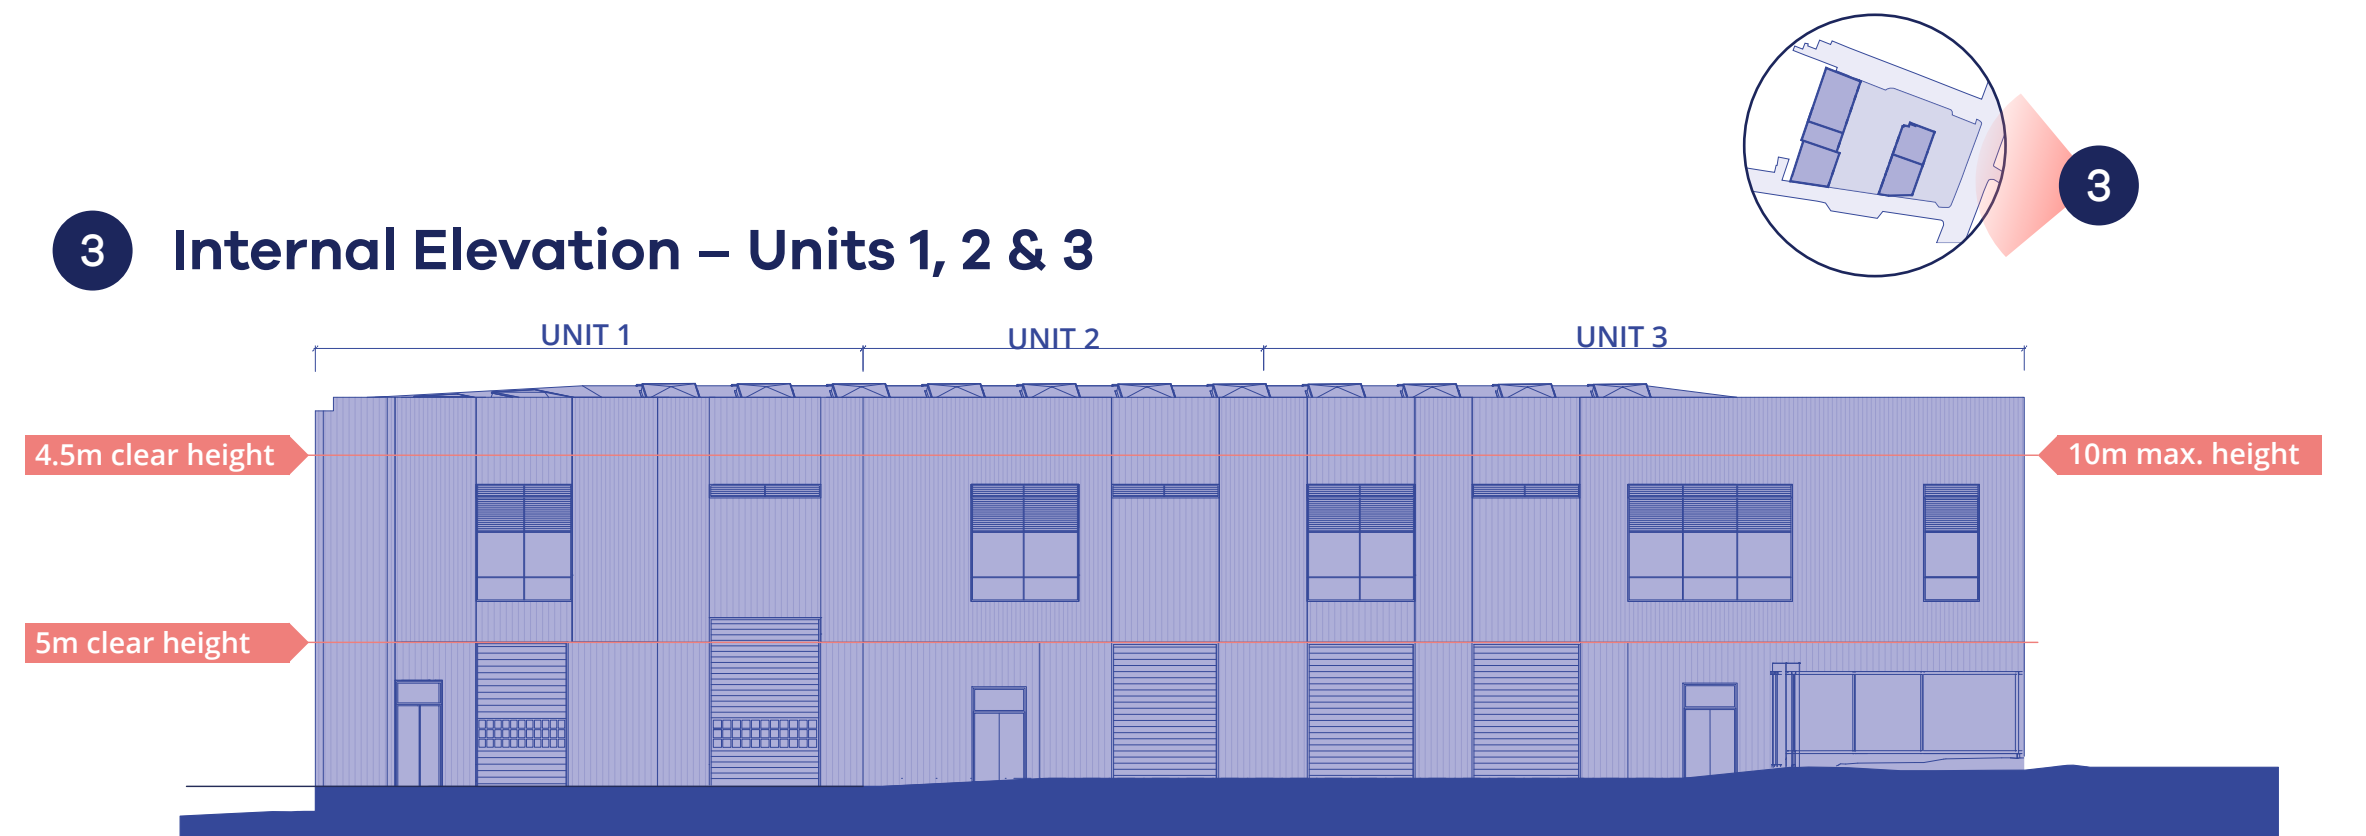 3
3 Internal Elevation – Units 1, 2 & 3
UNIT 1 UNIT 2 UNIT 3
4.5m clear height 10m max. height
5m clear height